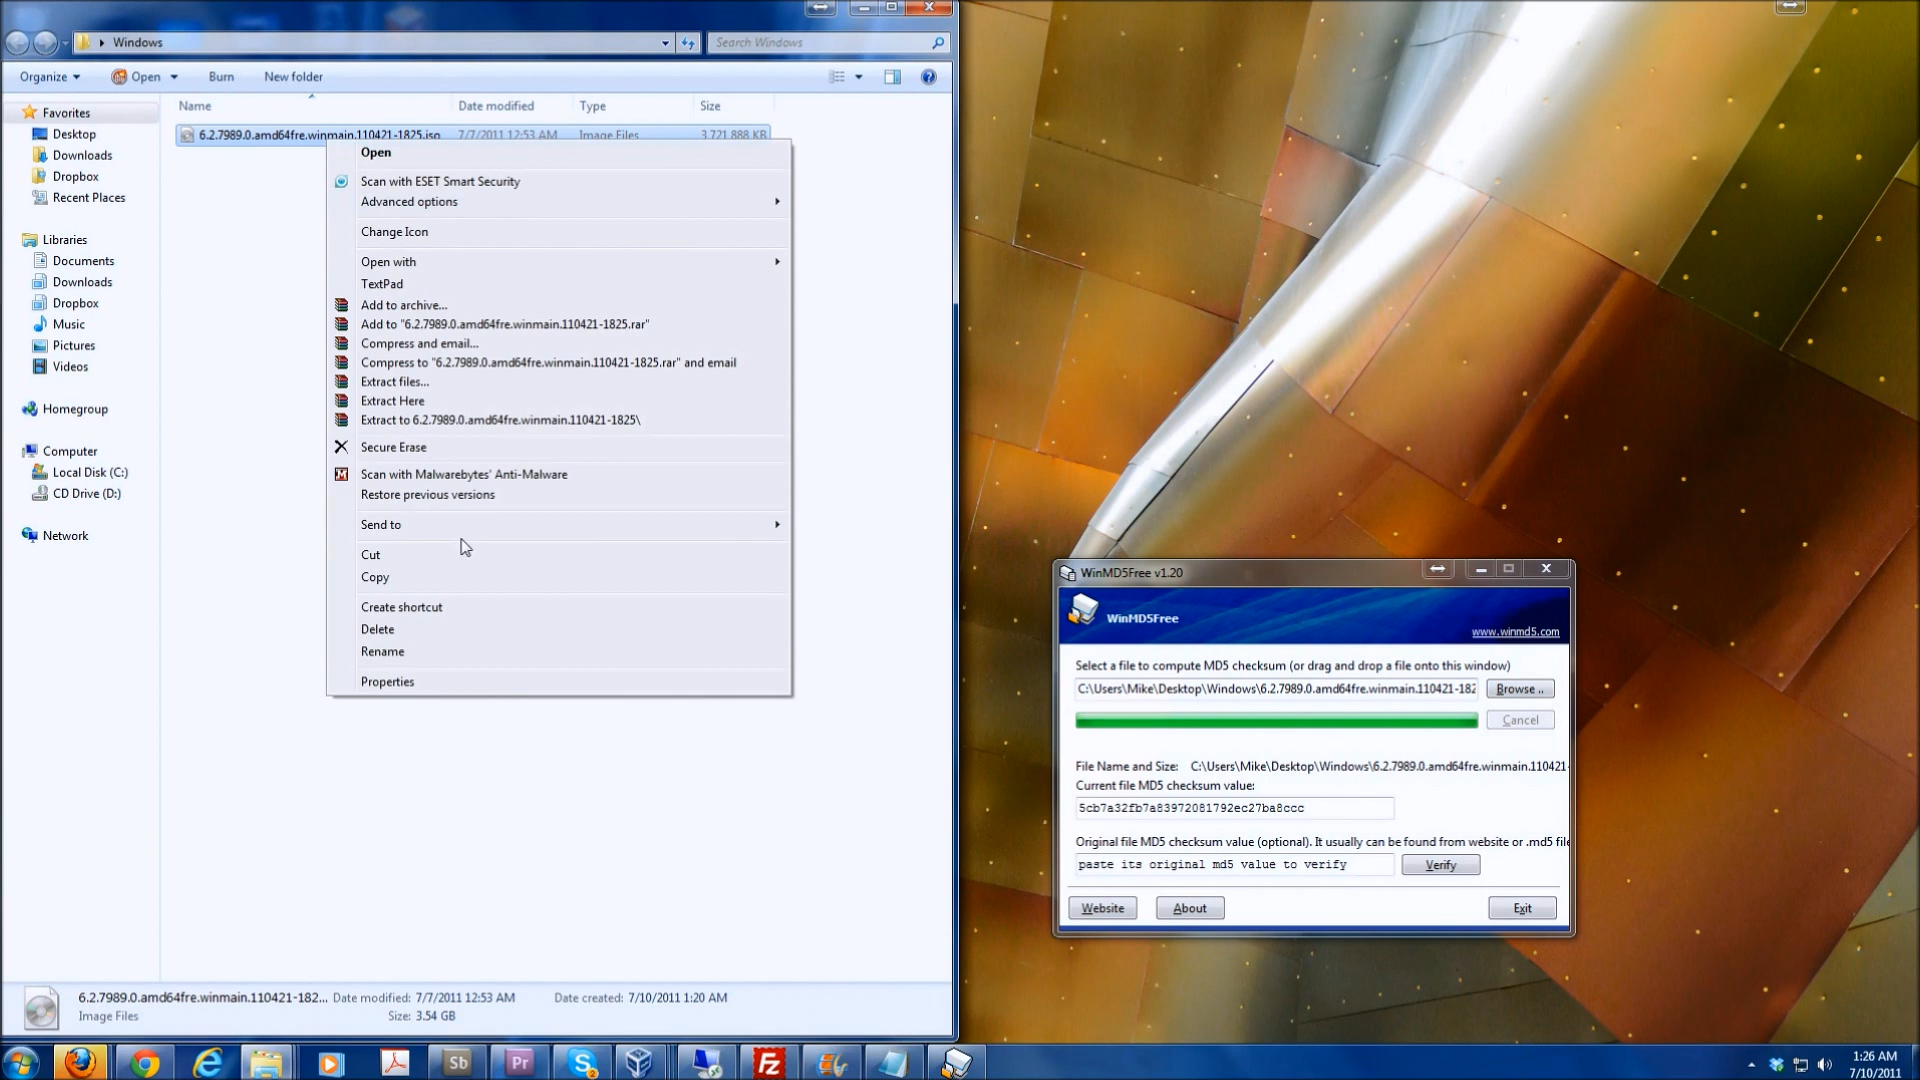 Windows
Search Windows
Organize
Open
Burn
New folder
Name
Date modified
Type
Size
6.2.7989.0.amd64fre.winmain.110421-1825.iso
7/7/2011 12:53 AM
Image Files
3,721,888 KB
Favorites
Desktop
Downloads
Dropbox
Recent Places
Libraries
Documents
Downloads
Dropbox
Music
Pictures
Videos
Homegroup
Computer
Local Disk (C:)
CD Drive (D:)
Network
Open
Scan with ESET Smart Security
Advanced options
Change Icon
Open with
TextPad
Add to archive...
Add to "6.2.7989.0.amd64fre.winmain.110421-1825.rar"
Compress and email...
Compress to "6.2.7989.0.amd64fre.winmain.110421-1825.rar" and email
Extract files...
Extract Here
Extract to 6.2.7989.0.amd64fre.winmain.110421-1825\
Secure Erase
Scan with Malwarebytes' Anti-Malware
Restore previous versions
Send to
Cut
Copy
Create shortcut
Delete
Rename
Properties
WinMD5Free v1.20
WinMD5Free
www.winmd5.com
Select a file to compute MD5 checksum (or drag and drop a file onto this window)
C:\Users\Mike\Desktop\Windows\6.2.7989.0.amd64fre.winmain.110421-182
Browse ..
Cancel
File Name and Size: C:\Users\Mike\Desktop\Windows\6.2.7989.0.amd64fre.winmain.110421-
Current file MD5 checksum value:
5cb7a32fb7a83972081792ec27ba8ccc
Original file MD5 checksum value (optional). It usually can be found from website or .md5 file
paste its original md5 value to verify
Verify
Website
About
Exit
6.2.7989.0.amd64fre.winmain.110421-182...
Date modified: 7/7/2011 12:53 AM
Date created: 7/10/2011 1:20 AM
Image Files
Size: 3.54 GB
Sb
Pr
1:26 AM
7/10/2011